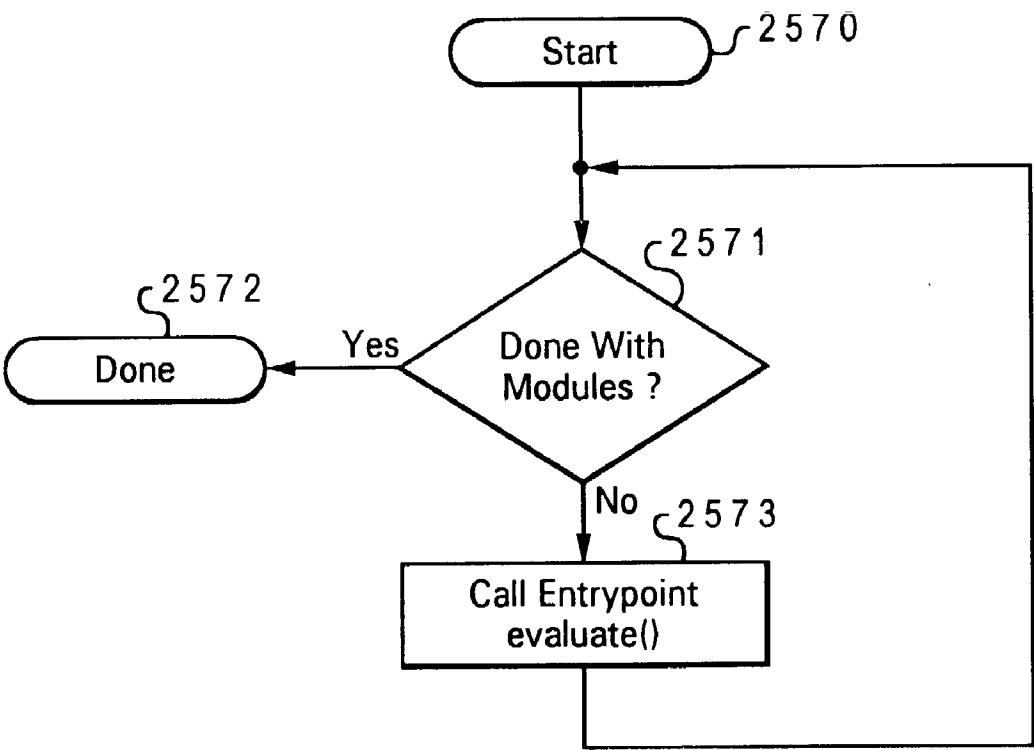 Start
2570
2571
Done With
Modules ?
Yes
2572
Done
No
2573
Call Entrypoint
evaluate()